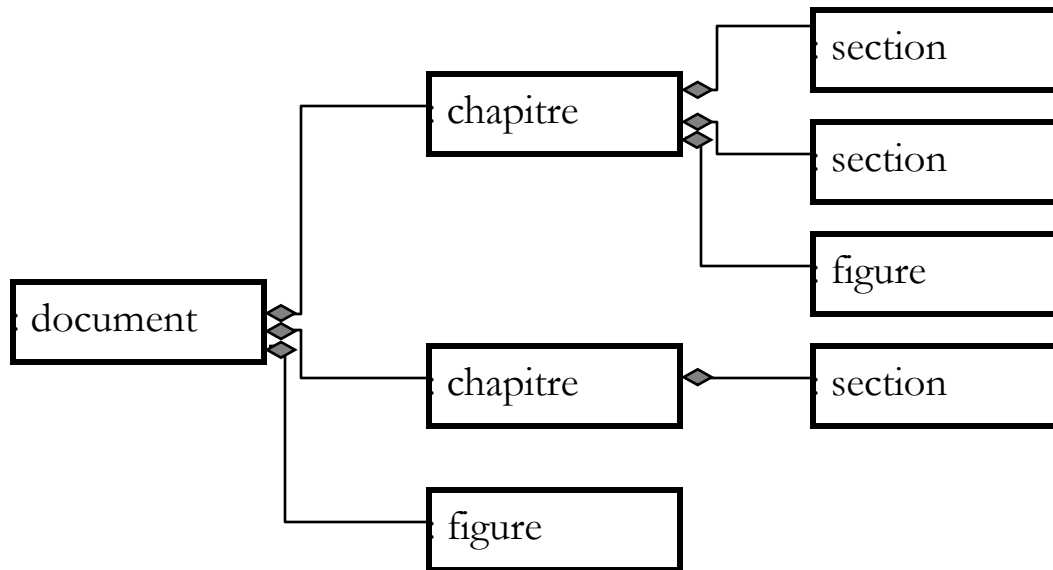 section
chapitre
section
figure
document
chapitre
section
figure